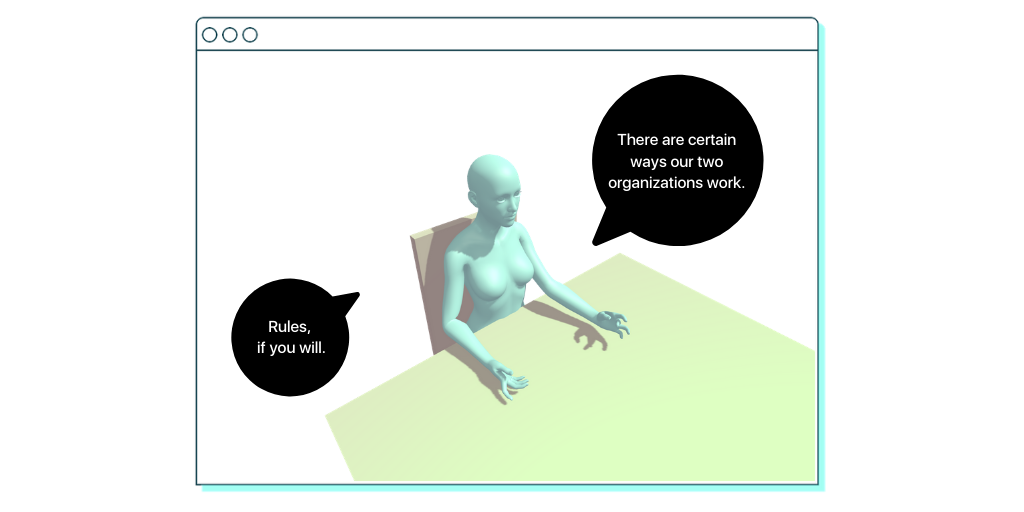 There are certain
ways our two
organizations work.
Rules,
if you will.